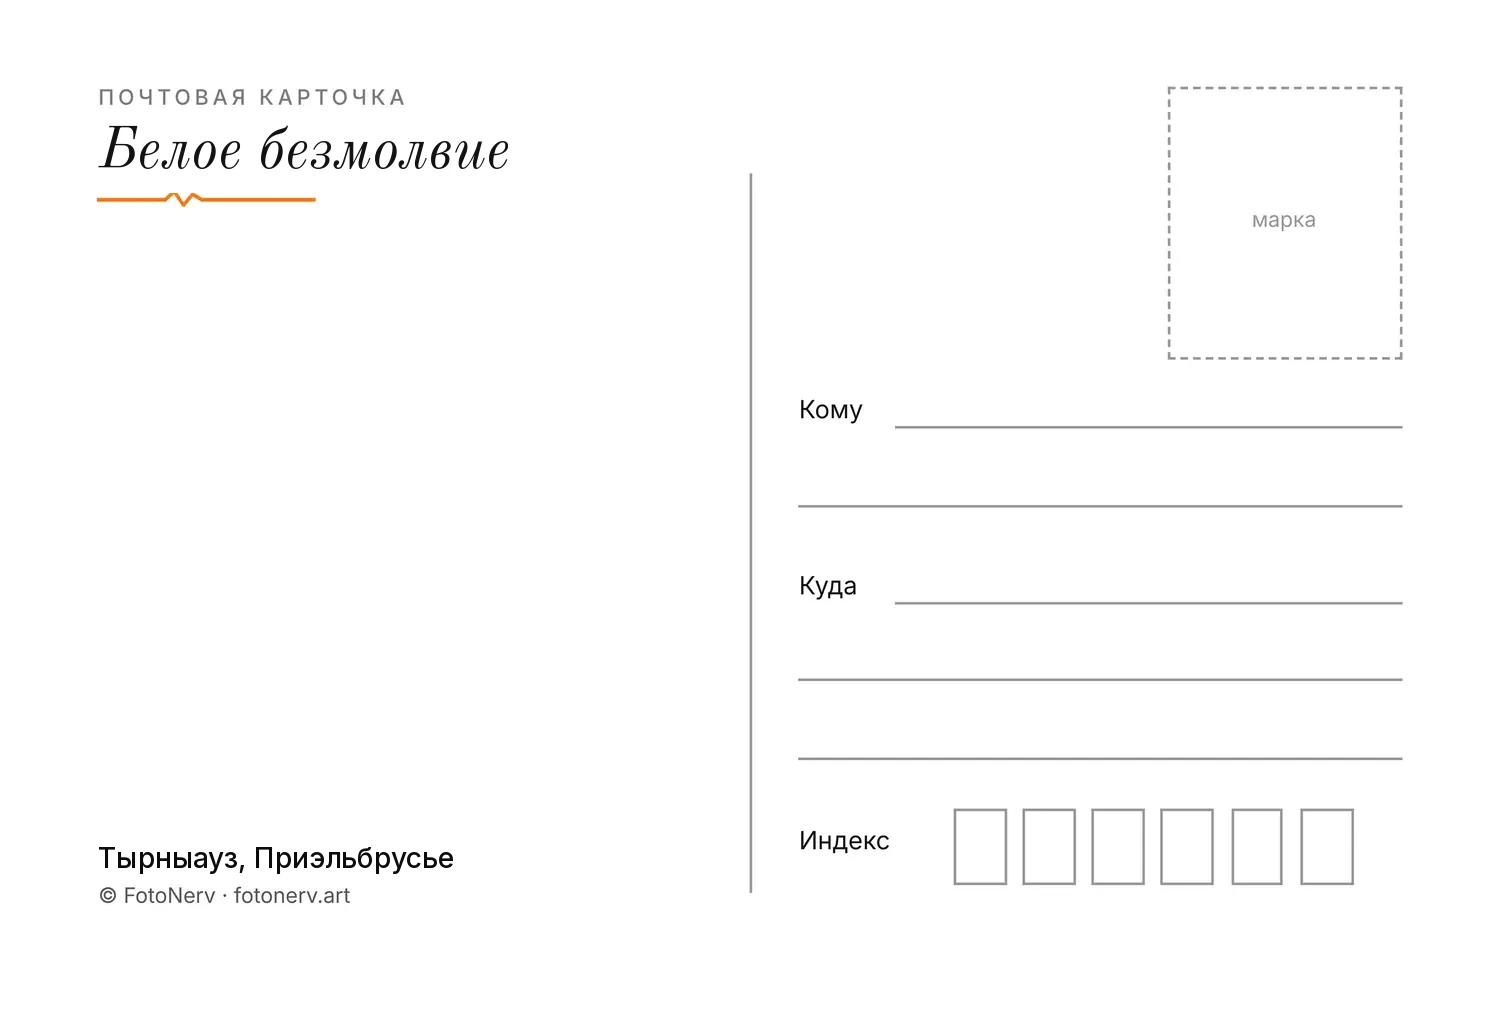 ПОЧТОВАЯ КАРТОЧКА
Белое безмолвие
марка
Кому
Куда
Индекс
Тырныауз, Приэльбрусье
© FotoNerv · fotonerv.art